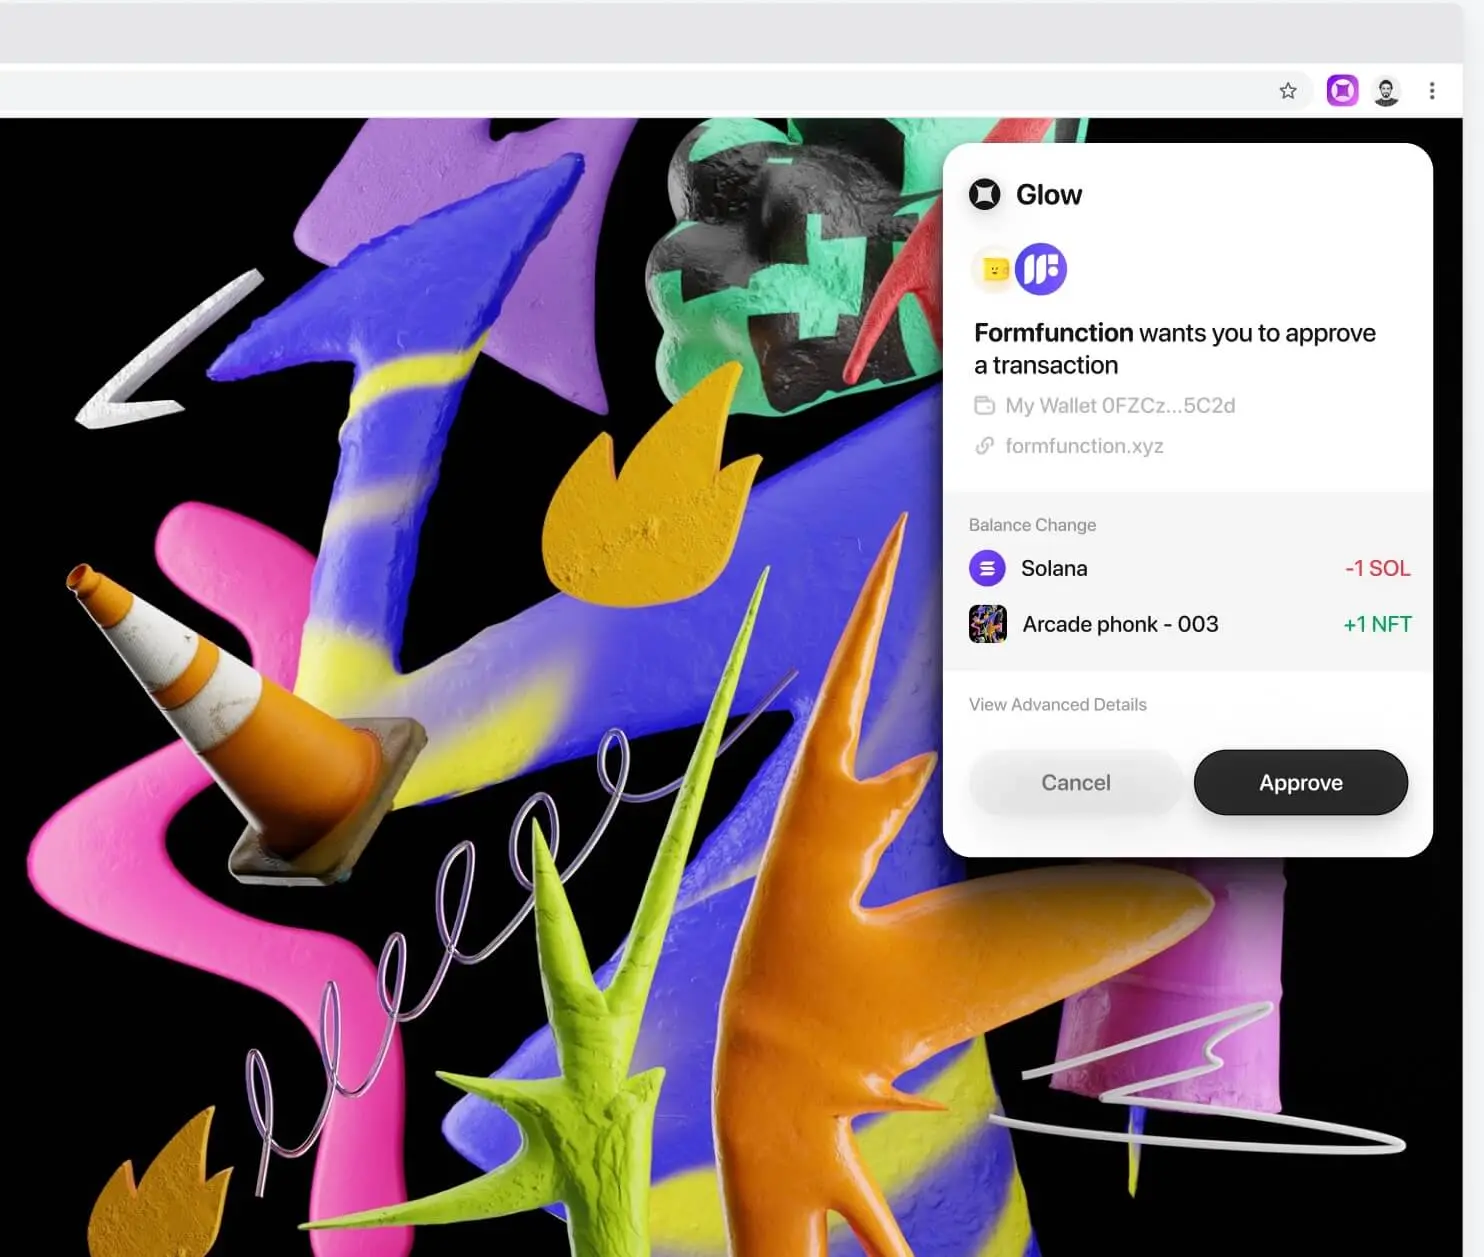 Glow
Formfunction wants you to approve
a transaction
My Wallet 0FZCz...5C2d
formfunction.xyz
Balance Change
Solana -1 SOL
Arcade phonk - 003 +1 NFT
View Advanced Details
Cancel Approve